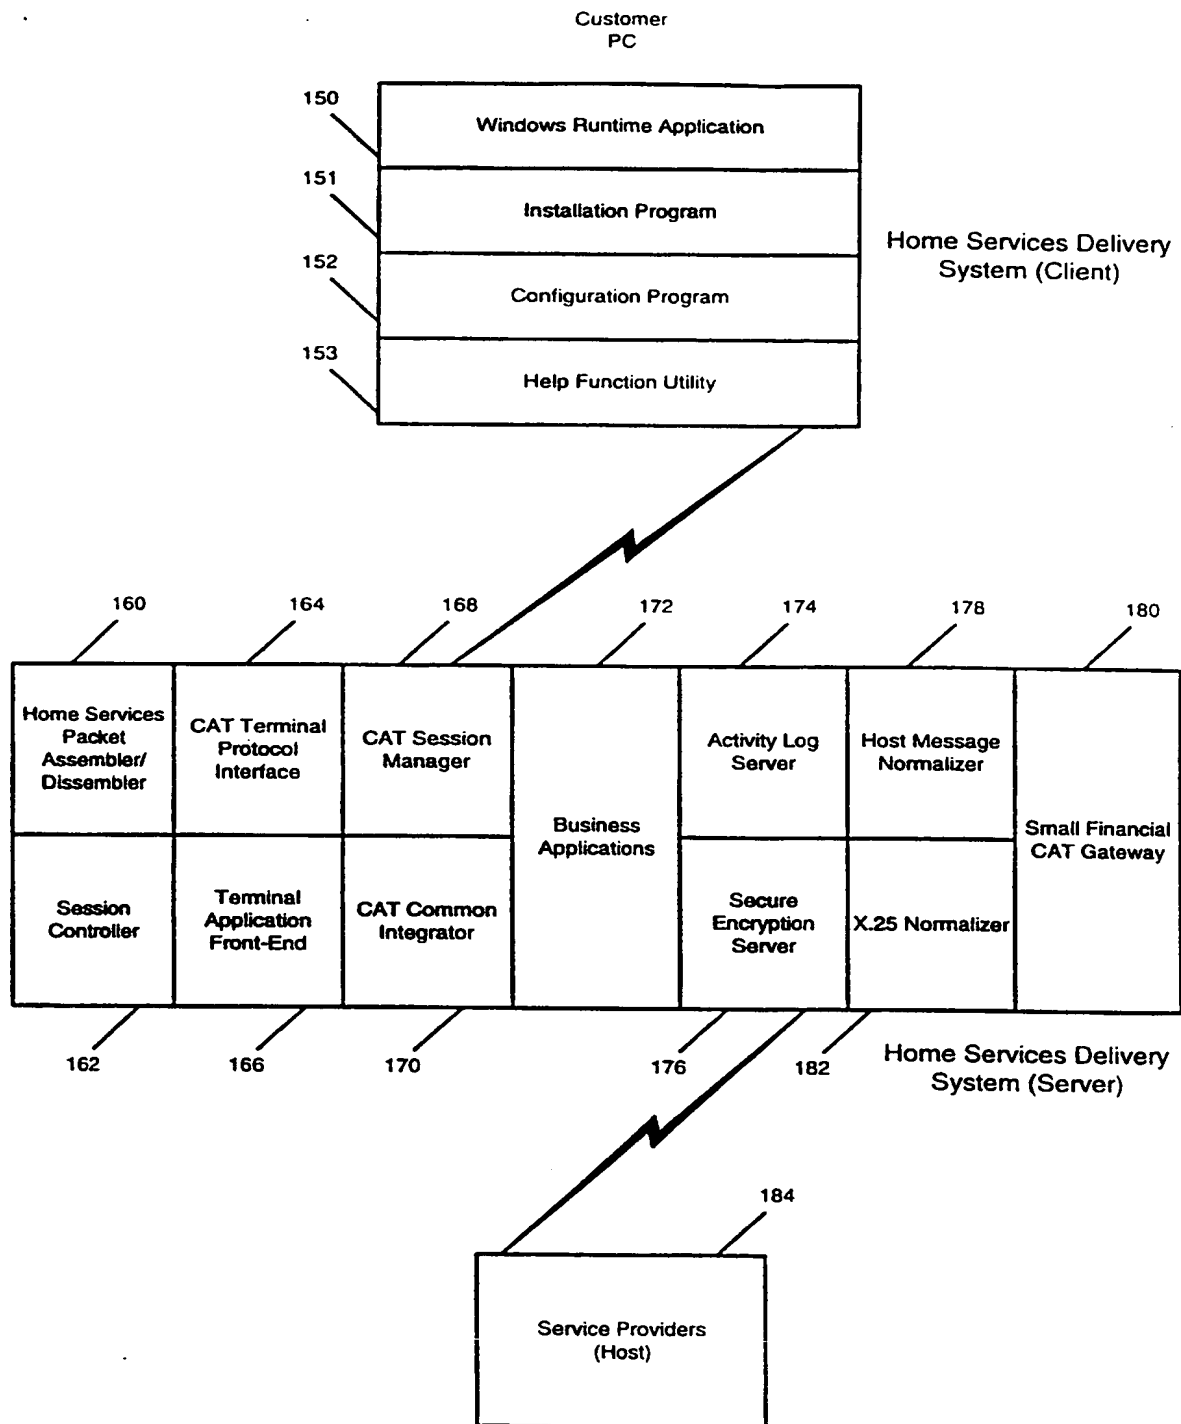 Customer
PC
150
Windows Runtime Application
151
Installation Program
Home Services Delivery
System (Client)
152
Configuration Program
153
Help Function Utility
160
164
168
172
174
178
180
Home Services
Packet
Assembler/
Dissembler
CAT Terminal
Protocol
Interface
CAT Session
Manager
Business
Applications
Activity Log
Server
Host Message
Normalizer
Small Financial
CAT Gateway
Session
Controller
Terminal
Application
Front-End
CAT Common
Integrator
Secure
Encryption
Server
X.25 Normalizer
162
166
170
176
182
Home Services Delivery
System (Server)
184
Service Providers
(Host)